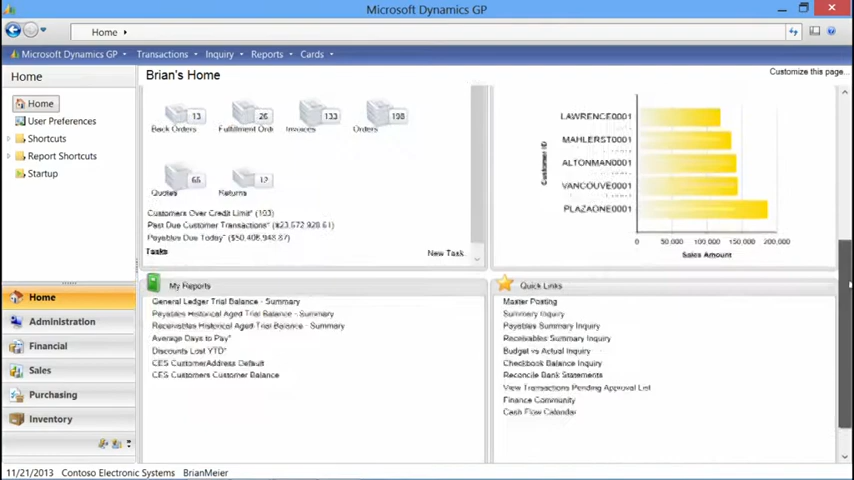 Microsoft Dynamics GP
Home
Microsoft Dynamics GP Transactions Inquiry Reports Cards
Home
Brian's Home
Customize this page...
Home
User Preferences
Shortcuts
Report Shortcuts
Startup
Home
Administration
Financial
Sales
Purchasing
Inventory
13 26 133 198
Back Orders Fulfillment Ord Invoices Orders
65 12
Quotes Returns
Customers Over Credit Limit* (103)
Past Due Customer Transactions* ($23,672,928.61)
Payables Due Today* ($50,408,948.87)
Tasks
New Task
Customer ID
LAWRENCE0001
MAHLERST0001
ALTONMAN0001
VANCOUVE0001
PLAZAONE0001
0 50,000 100,000 150,000 200,000
Sales Amount
My Reports
General Ledger Trial Balance - Summary
Payables Historical Aged Trial Balance - Summary
Receivables Historical Aged Trial Balance - Summary
Average Days to Pay*
Discounts Lost YTD*
CES CustomerAddress Default
CES Customers Customer Balance
Quick Links
Master Posting
Summary Inquiry
Payables Summary Inquiry
Receivables Summary Inquiry
Budget vs Actual Inquiry
Checkbook Balance Inquiry
Reconcile Bank Statements
View Transactions Pending Approval List
Finance Community
Cash Flow Calendar
11/21/2013 Contoso Electronic Systems BrianMeier